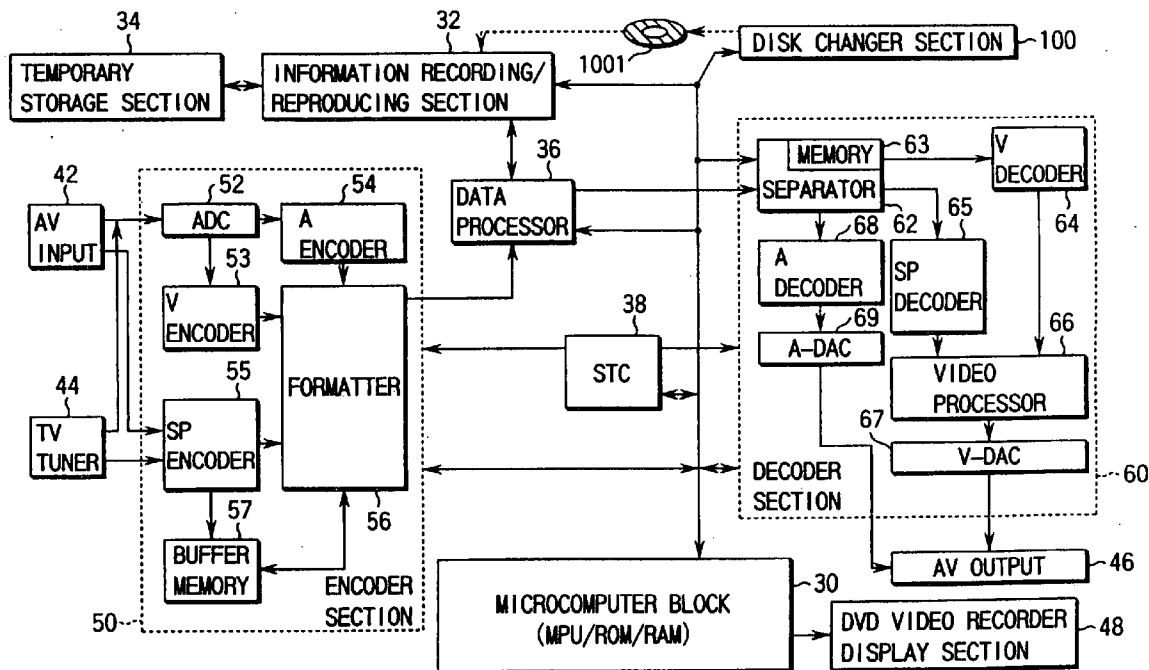 34
TEMPORARY
STORAGE SECTION
32
INFORMATION RECORDING/
REPRODUCING SECTION
1001
DISK CHANGER SECTION
100
42
AV
INPUT
44
TV
TUNER
52
ADC
54
A
ENCODER
53
V
ENCODER
55
SP
ENCODER
FORMATTER
56
57
BUFFER
MEMORY
50
ENCODER
SECTION
36
DATA
PROCESSOR
38
STC
MEMORY
63
SEPARATOR
62
V
DECODER
64
68
A
DECODER
65
SP
DECODER
69
A-DAC
66
VIDEO
PROCESSOR
67
V-DAC
DECODER
SECTION
60
AV OUTPUT
46
MICROCOMPUTER BLOCK
(MPU/ROM/RAM)
30
DVD VIDEO RECORDER
DISPLAY SECTION
48